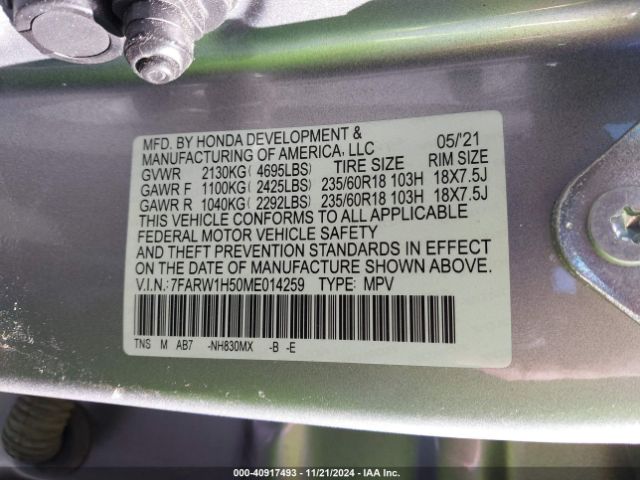 MFD. BY HONDA DEVELOPMENT &
MANUFACTURING OF AMERICA, LLC 05/'21
GVWR 2130KG( 4695LBS) TIRE SIZE RIM SIZE
GAWR F 1100KG( 2425LBS) 235/60R18 103H 18X7.5J
GAWR R 1040KG( 2292LBS) 235/60R18 103H 18X7.5J
THIS VEHICLE CONFORMS TO ALL APPLICABLE
FEDERAL MOTOR VEHICLE SAFETY
AND THEFT PREVENTION STANDARDS IN EFFECT
ON THE DATE OF MANUFACTURE SHOWN ABOVE.
V.I.N.:7FARW1H50ME014259 TYPE: MPV
TNS M AB7 -NH830MX -B -E
000-40917493 - 11/21/2024 - IAA Inc.